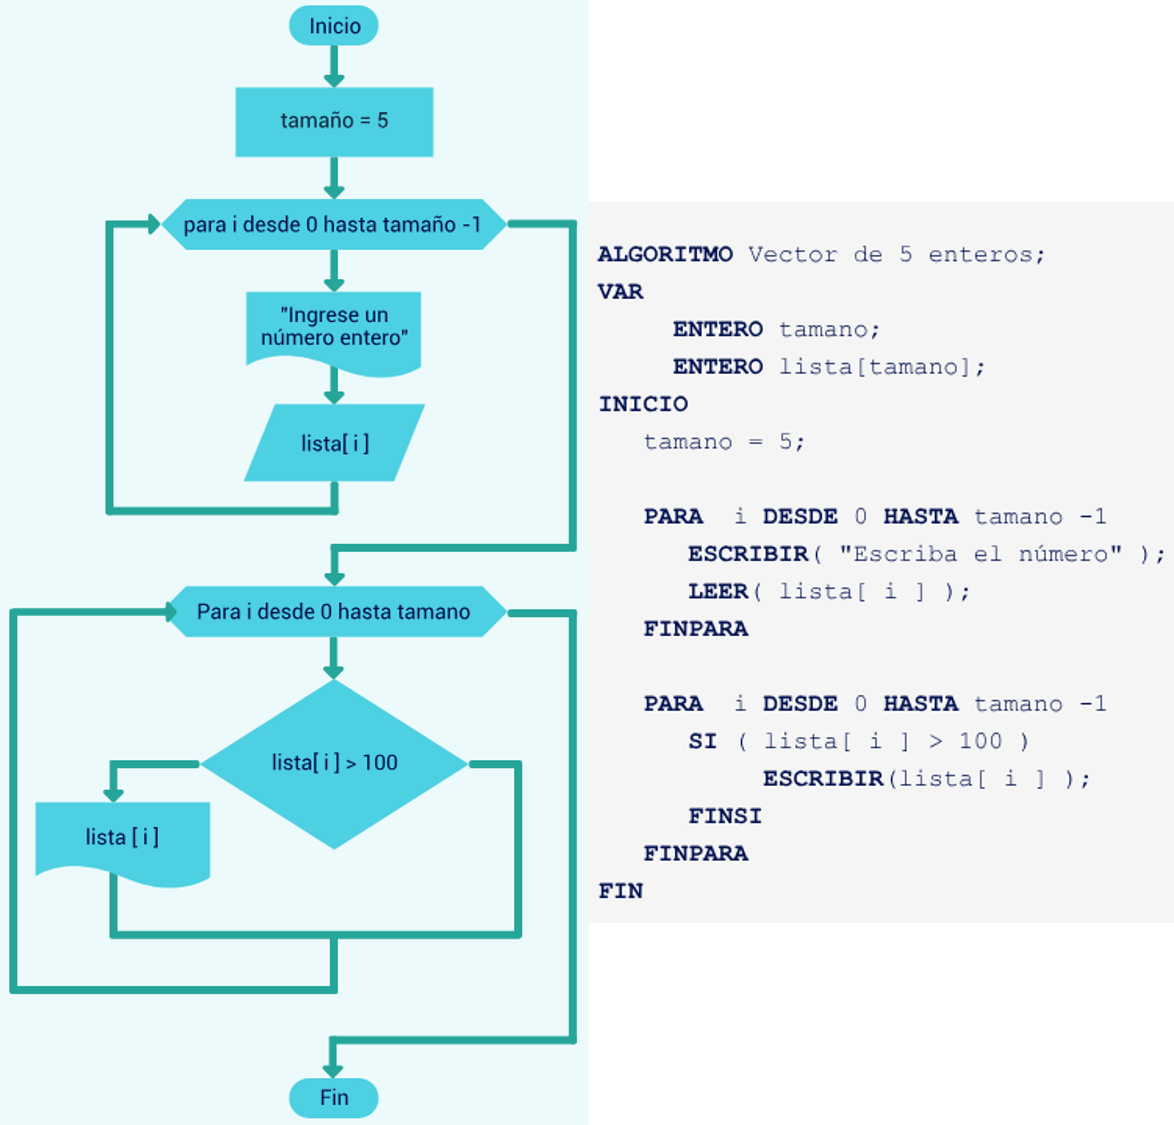 Inicio
tamaño = 5
para i desde 0 hasta tamaño -1
"Ingrese un
número entero"
lista[ i ]
Para i desde 0 hasta tamano
lista[ i ] > 100
lista [ i ]
Fin
ALGORITMO Vector de 5 enteros;
VAR
ENTERO tamano;
ENTERO lista[tamano];
INICIO
tamano = 5;
PARA i DESDE 0 HASTA tamano -1
ESCRIBIR( "Escriba el número" );
LEER( lista[ i ] );
FINPARA
PARA i DESDE 0 HASTA tamano -1
SI ( lista[ i ] > 100 )
ESCRIBIR(lista[ i ] );
FINSI
FINPARA
FIN